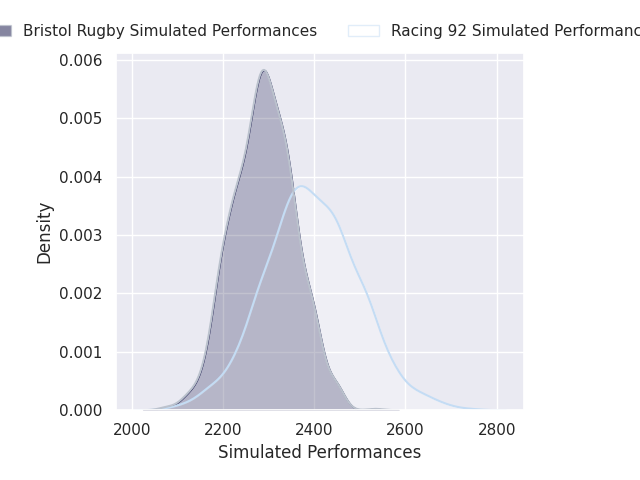 Bristol Rugby Simulated Performances
Racing 92 Simulated
0.006
0.005
0.004
0.003
0.002
0.001
0.000
Density
2000 2200 2400 2600 2800
Simulated Performances